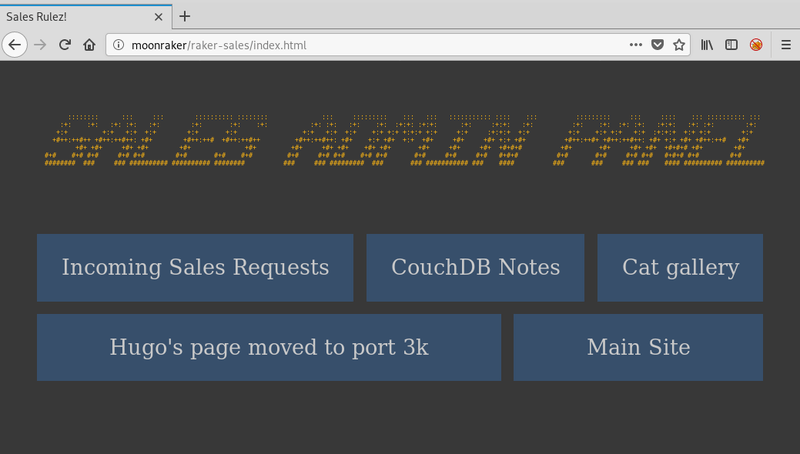 Sales Rulez!
moonraker/raker-sales/index.html
Incoming Sales Requests
CouchDB Notes
Cat gallery
Hugo's page moved to port 3k
Main Site